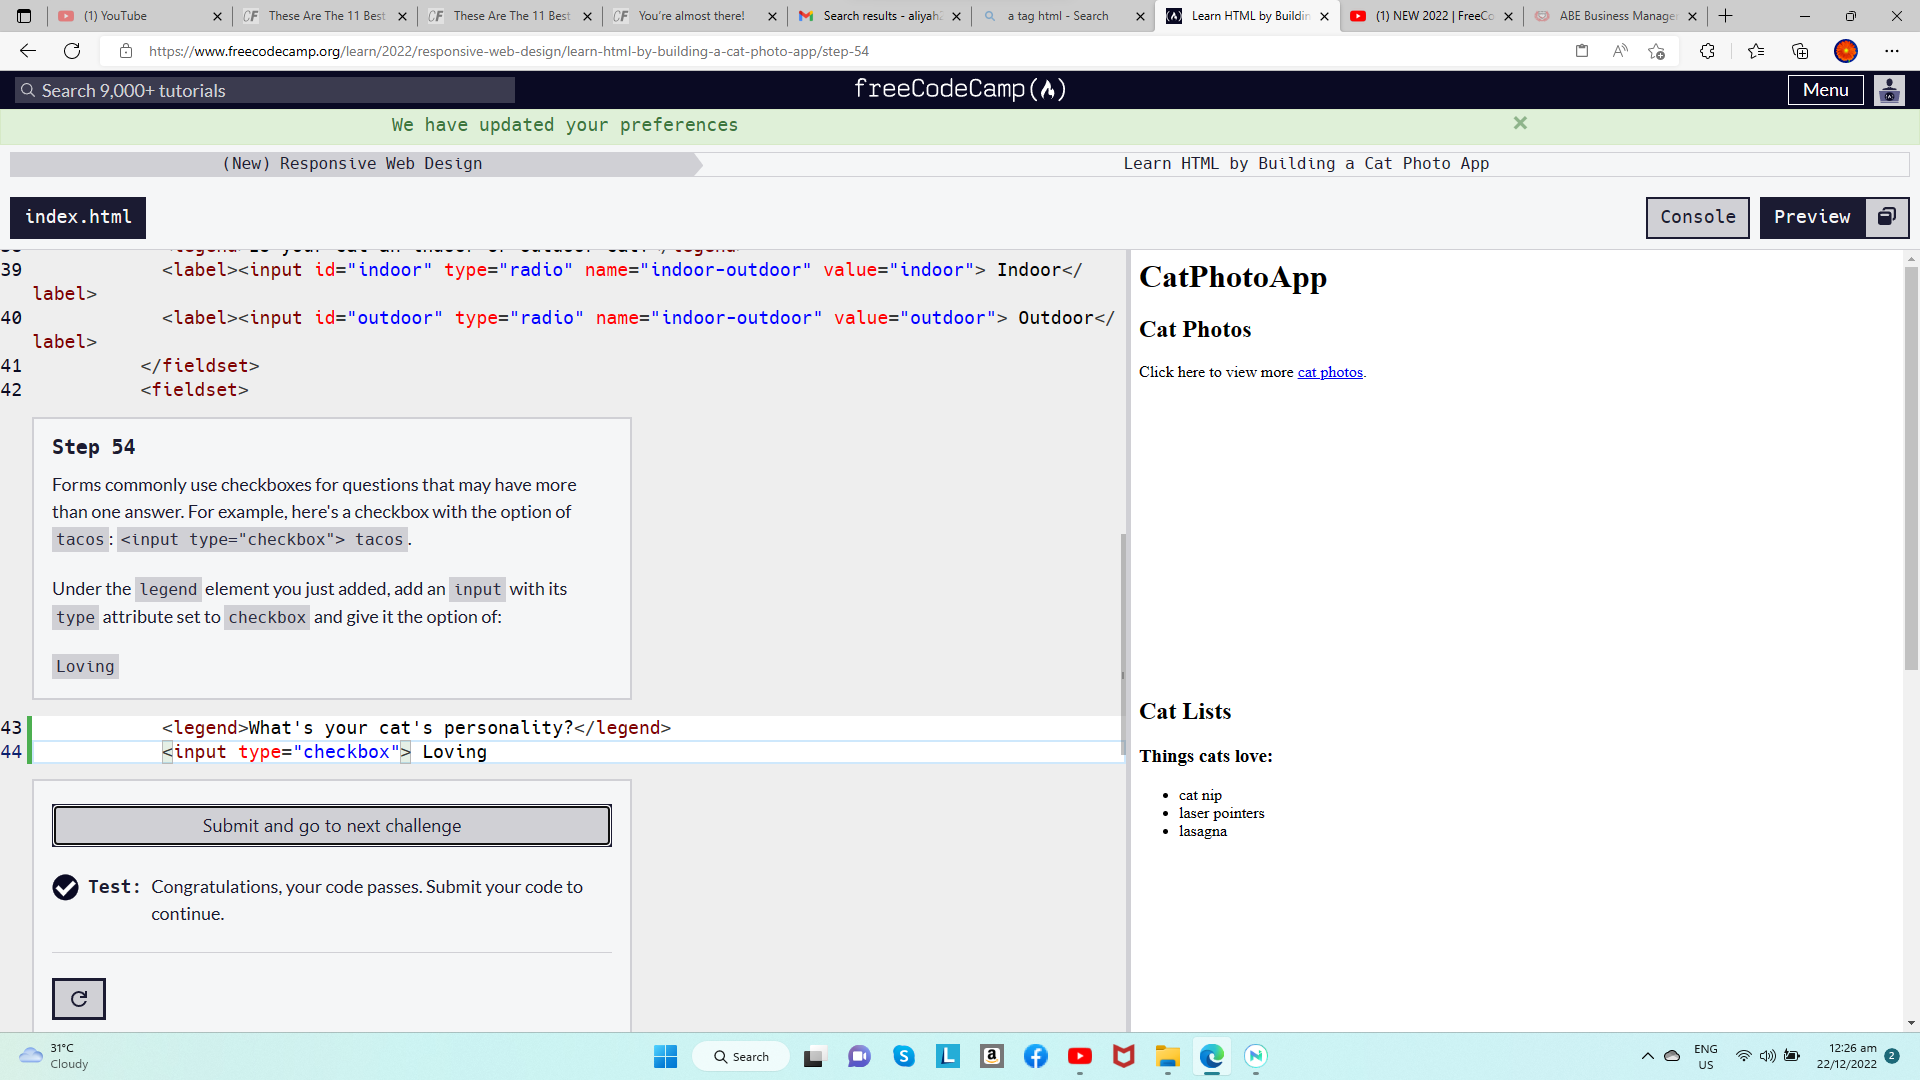 (1) YouTube
These Are The 11 Best
These Are The 11 Best
You're almost there!
Search results - aliyah
a tag html - Search
Learn HTML by Buildin
(1) NEW 2022 | FreeCo
ABE Business Manage
https://www.freecodecamp.org/learn/2022/responsive-web-design/learn-html-by-building-a-cat-photo-app/step-54
Search 9,000+ tutorials
freeCodeCamp
Menu
We have updated your preferences
(New) Responsive Web Design
Learn HTML by Building a Cat Photo App
index.html
Console
Preview
39 <label><input id="indoor" type="radio" name="indoor-outdoor" value="indoor"> Indoor</
label>
40 <label><input id="outdoor" type="radio" name="indoor-outdoor" value="outdoor"> Outdoor</
label>
41 </fieldset>
42 <fieldset>
Step 54
Forms commonly use checkboxes for questions that may have more
than one answer. For example, here's a checkbox with the option of
tacos: <input type="checkbox"> tacos.
Under the legend element you just added, add an input with its
type attribute set to checkbox and give it the option of:
Loving
43 <legend>What's your cat's personality?</legend>
44 <input type="checkbox"> Loving
Submit and go to next challenge
Test: Congratulations, your code passes. Submit your code to
continue.
CatPhotoApp
Cat Photos
Click here to view more cat photos.
Cat Lists
Things cats love:
• cat nip
• laser pointers
• lasagna
31°C
Cloudy
Search
ENG
US
12:26 am
22/12/2022
2